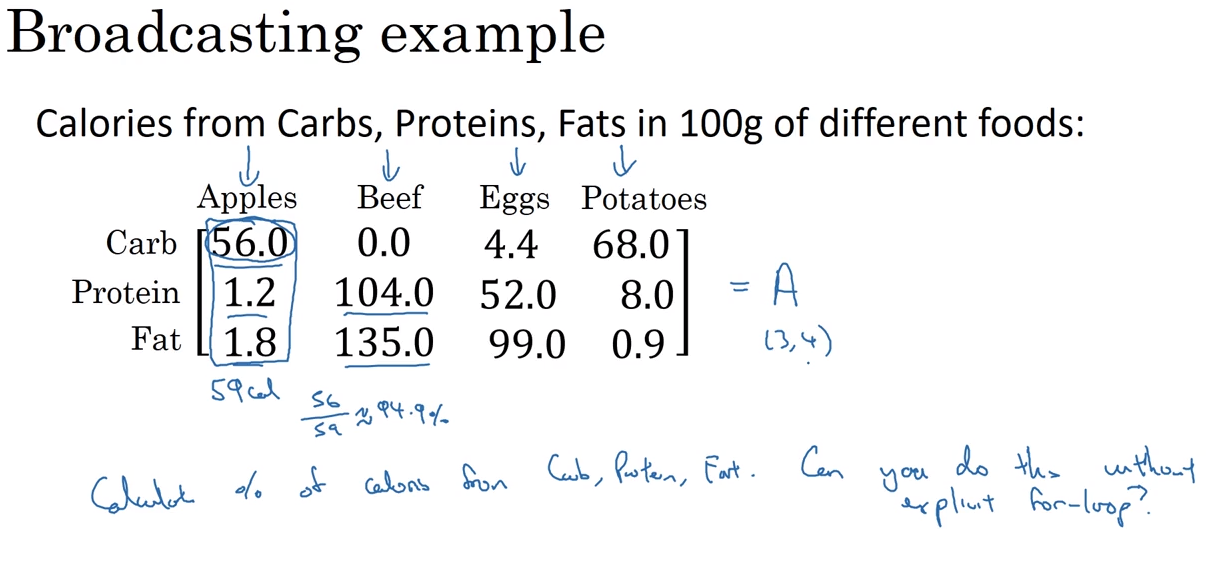 Broadcasting example
Calories from Carbs, Proteins, Fats in 100g of different foods:
Apples Beef Eggs Potatoes
Carb 56.0 0.0 4.4 68.0
Protein 1.2 104.0 52.0 8.0 = A
Fat 1.8 135.0 99.0 0.9 (3,4)
59 cal
56/59 ≈ 94.9%
Calculate % of calories from Carb, Protein, Fat. Can you do this without
explicit for-loop?